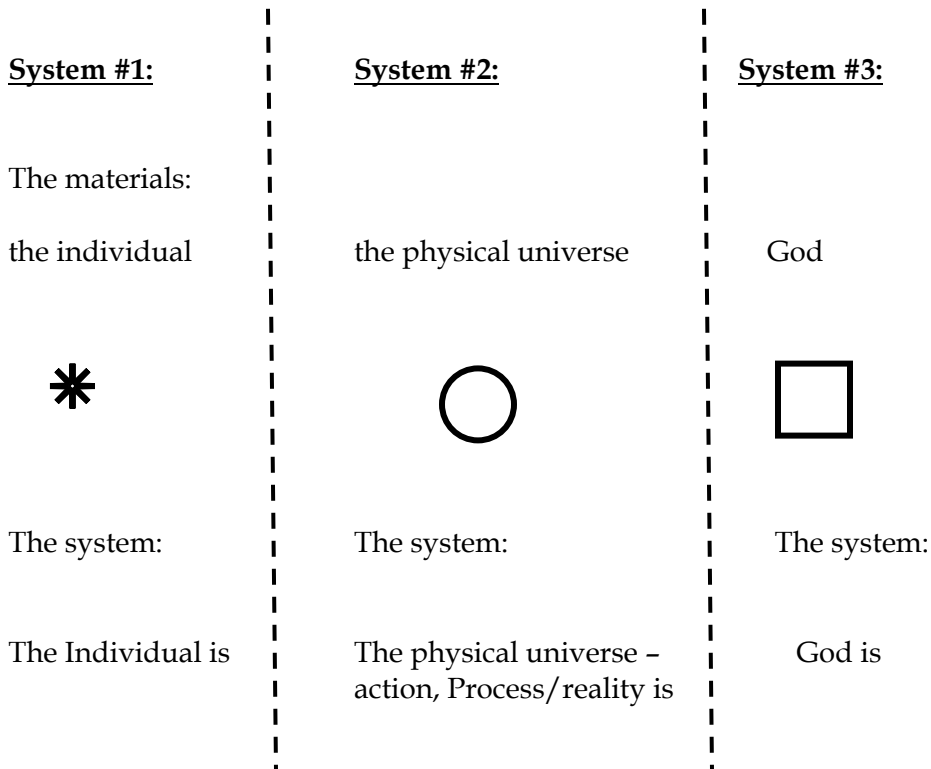 System #1:
System #2:
System #3:
The materials:
the individual
the physical universe
God
The system:
The system:
The system:
The Individual is
The physical universe –
action, Process/reality is
God is